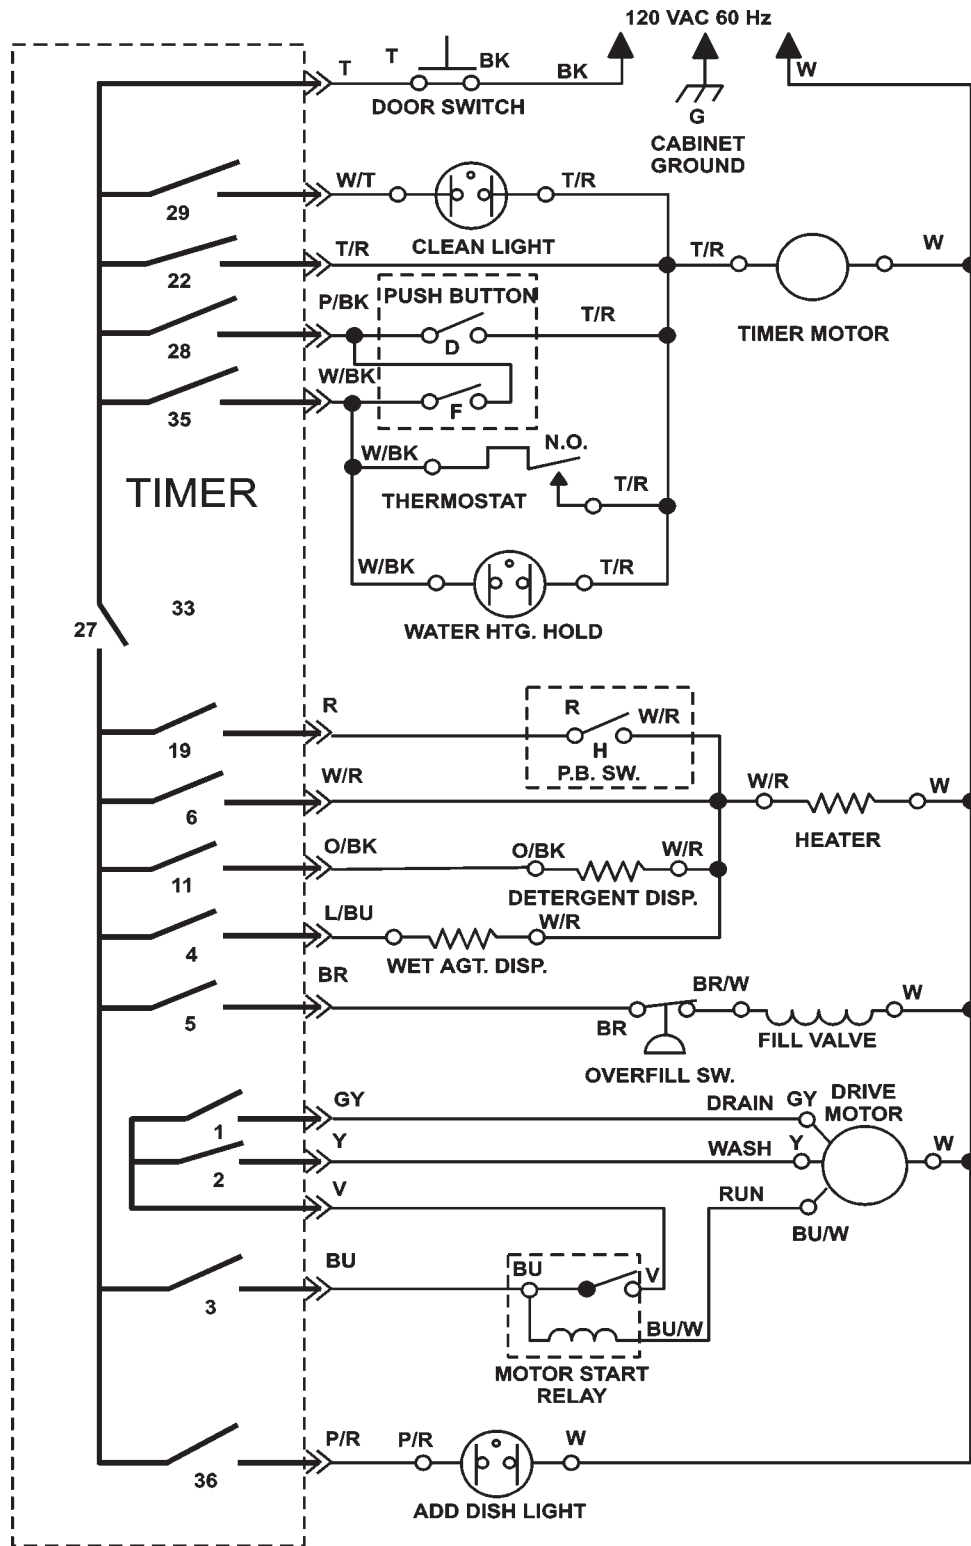 120 VAC 60 Hz
T
T
BK
BK
W
DOOR SWITCH
G
CABINET
GROUND
W/T
T/R
29
CLEAN LIGHT
T/R
T/R
W
22
P/BK
PUSH BUTTON
T/R
TIMER MOTOR
28
D
W/BK
35
F
N.O.
W/BK
TIMER
THERMOSTAT
T/R
W/BK
T/R
33
27
WATER HTG. HOLD
R
R
W/R
19
H
P.B. SW.
W/R
W/R
W
6
HEATER
O/BK
O/BK
W/R
11
DETERGENT DISP.
L/BU
W/R
4
WET AGT. DISP.
BR
BR/W
W
5
BR
FILL VALVE
OVERFILL SW.
GY
DRAIN
GY
DRIVE
MOTOR
1
Y
WASH
Y
W
2
V
RUN
BU/W
BU
BU
V
3
BU/W
MOTOR START
RELAY
P/R
P/R
W
36
ADD DISH LIGHT